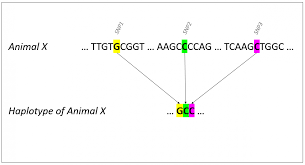 SNP1 SNP2 SNP3
Animal X ... TTGTGCGGT ... AAGCCCCAG ... TCAAGCTGGC ...
Haplotype of Animal X ... GCC ...